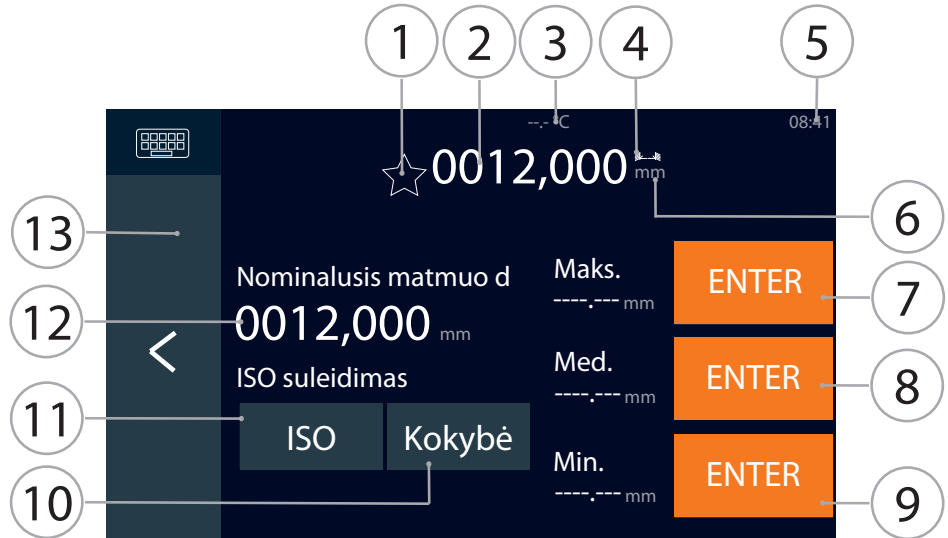 1 2 3 4 5
--.- °C 08:41
0012,000 mm
13
6
Nominalusis matmuo d
Maks.
----.--- mm
ENTER
7
12
0012,000 mm
Med.
----.--- mm
ENTER
8
ISO suleidimas
11
ISO Kokybė
Min.
----.--- mm
ENTER
9
10